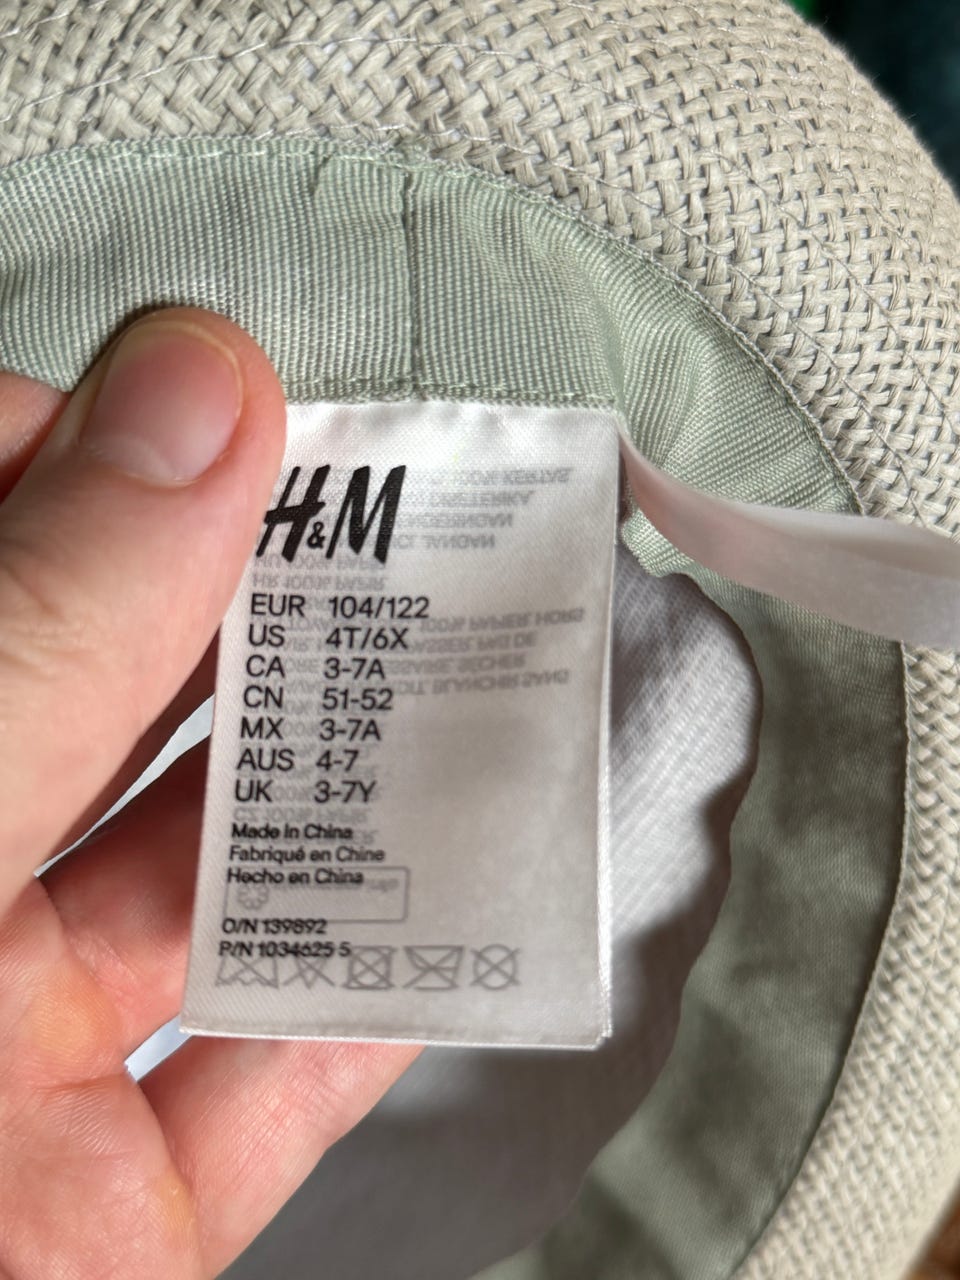 H&M
EUR 104/122
US 4T/6X
CA 3-7A
CN 51-52
MX 3-7A
AUS 4-7
UK 3-7Y
Made in China
Fabriqué en Chine
Hecho en China
O/N 139892
P/N 1034625 S